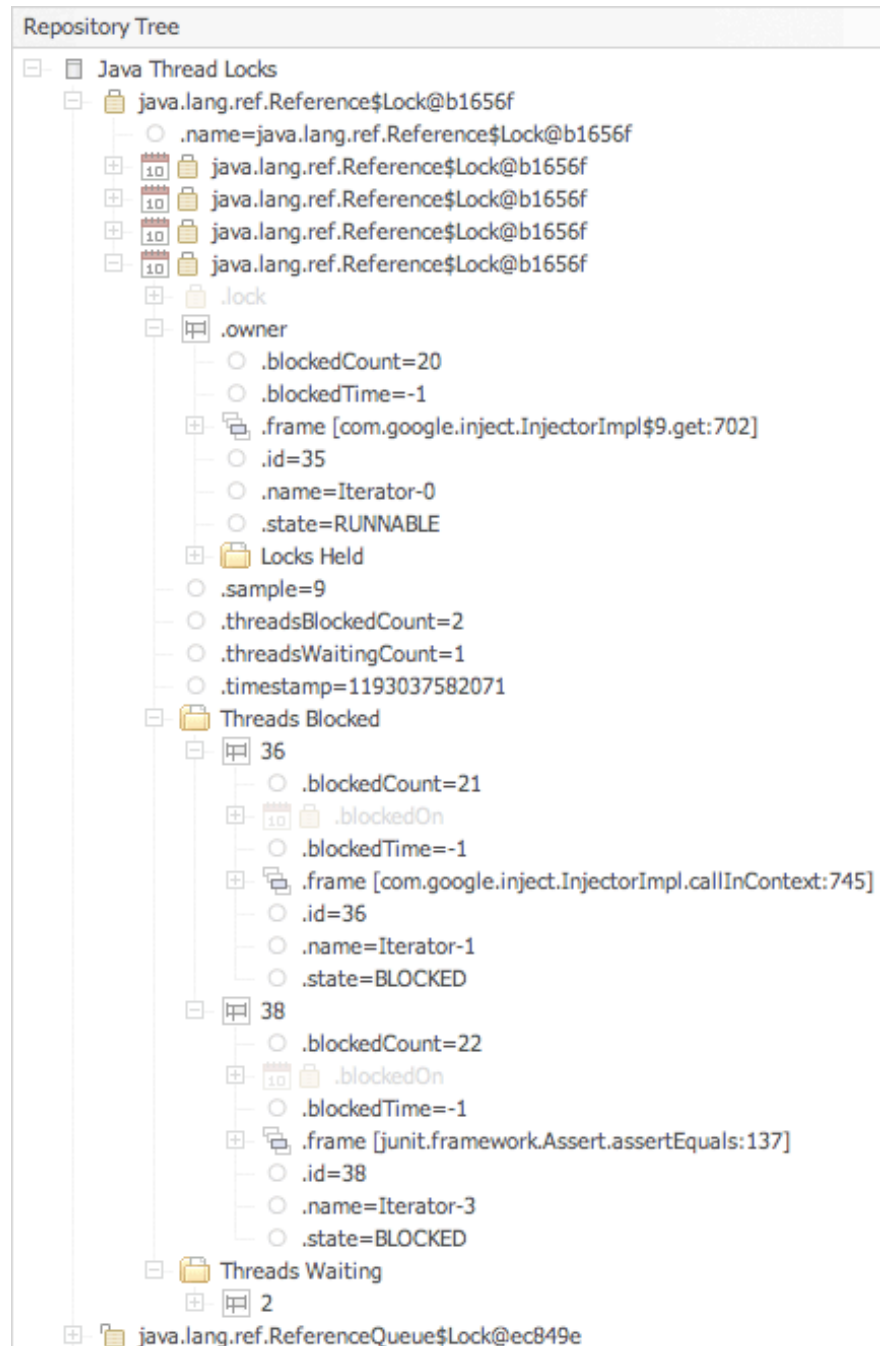 Repository Tree
Java Thread Locks
java.lang.ref.Reference$Lock@b1656f
.name=java.lang.ref.Reference$Lock@b1656f
10 java.lang.ref.Reference$Lock@b1656f
10 java.lang.ref.Reference$Lock@b1656f
10 java.lang.ref.Reference$Lock@b1656f
10 java.lang.ref.Reference$Lock@b1656f
.lock
.owner
.blockedCount=20
.blockedTime=-1
.frame [com.google.inject.InjectorImpl$9.get:702]
.id=35
.name=Iterator-0
.state=RUNNABLE
Locks Held
.sample=9
.threadsBlockedCount=2
.threadsWaitingCount=1
.timestamp=1193037582071
Threads Blocked
36
.blockedCount=21
10 .blockedOn
.blockedTime=-1
.frame [com.google.inject.InjectorImpl.callInContext:745]
.id=36
.name=Iterator-1
.state=BLOCKED
38
.blockedCount=22
10 .blockedOn
.blockedTime=-1
.frame [junit.framework.Assert.assertEquals:137]
.id=38
.name=Iterator-3
.state=BLOCKED
Threads Waiting
2
java.lang.ref.ReferenceQueue$Lock@ec849e